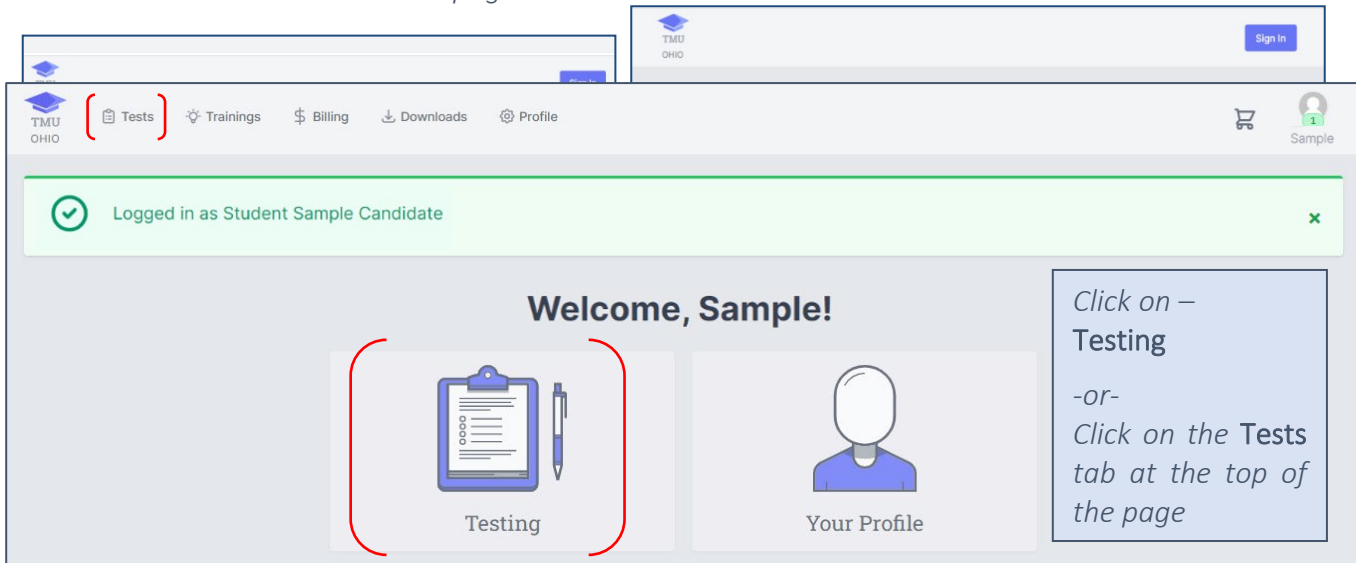 TMU
OHIO
Sign In
TMU
OHIO
Tests
Trainings
$ Billing
Downloads
Profile
1
Sample
Logged in as Student Sample Candidate
×
Welcome, Sample!
Testing
Your Profile
Click on –
Testing
-or-
Click on the Tests
tab at the top of
the page